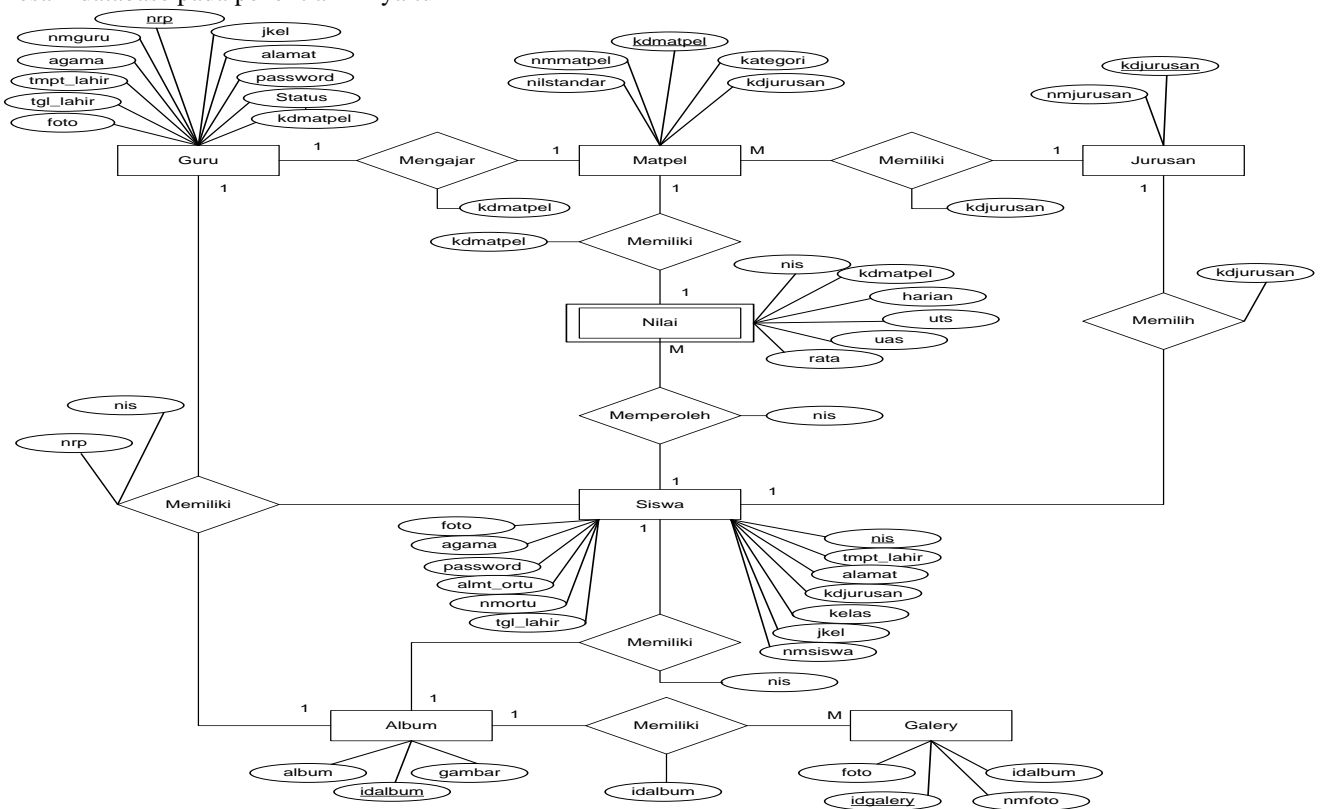 nrp
nmguru
jkel
agama
alamat
tmpt_lahir
password
tgl_lahir
Status
foto
kdmatpel
kdmatpel
nmmatpel
kategori
nilstandar
kdjurusan
kdjurusan
nmjurusan
Guru
1
Mengajar
1
Matpel
M
Memiliki
1
Jurusan
1
1
1
kdmatpel
kdjurusan
kdmatpel
Memiliki
nis
kdmatpel
kdjurusan
harian
1
uts
Nilai
Memilih
uas
M
rata
nis
Memperoleh
nis
nrp
1
1
Memiliki
Siswa
foto
1
nis
agama
tmpt_lahir
password
alamat
almt_ortu
kdjurusan
nmortu
kelas
tgl_lahir
jkel
Memiliki
nmsiswa
nis
1
1
1
M
Album
Memiliki
Galery
album
gambar
foto
idalbum
idalbum
idalbum
idgalery
nmfoto